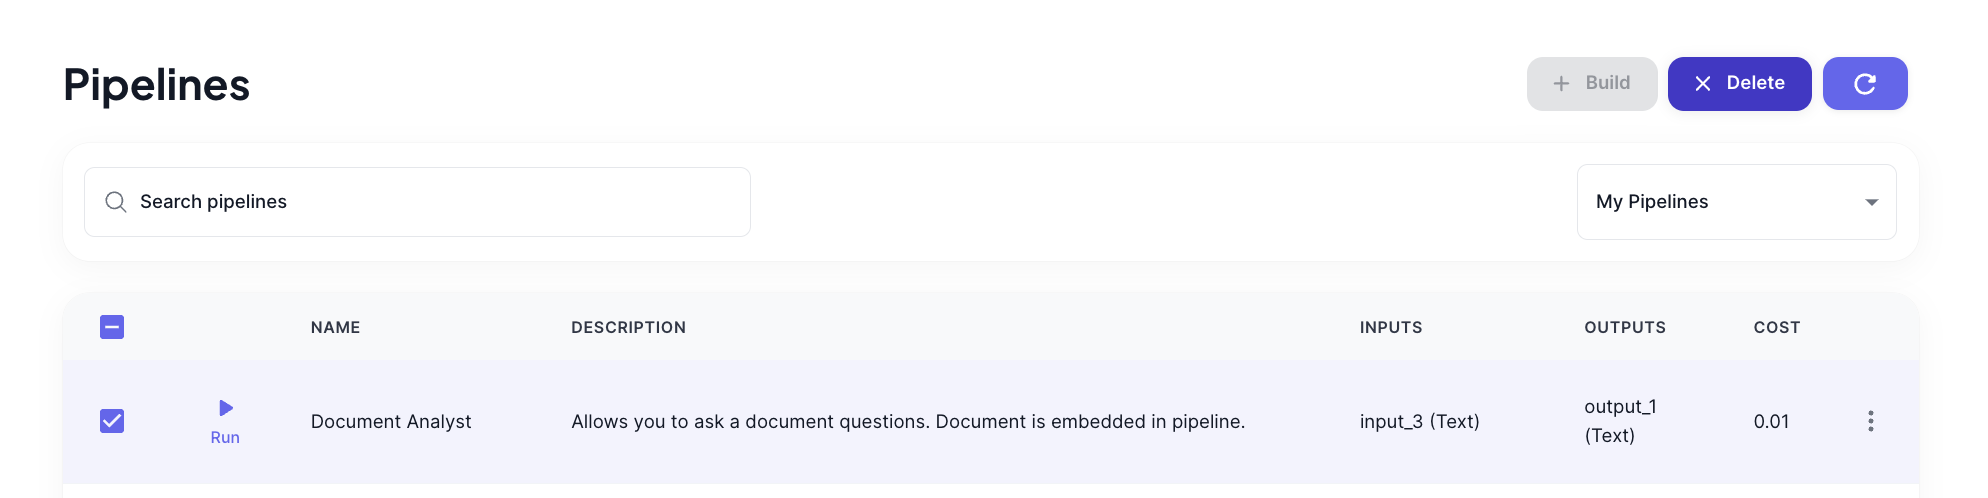 Pipelines
Build
Delete
Search pipelines
My Pipelines
NAME
DESCRIPTION
INPUTS
OUTPUTS
COST
Run
Document Analyst
Allows you to ask a document questions. Document is embedded in pipeline.
input_3 (Text)
output_1
(Text)
0.01